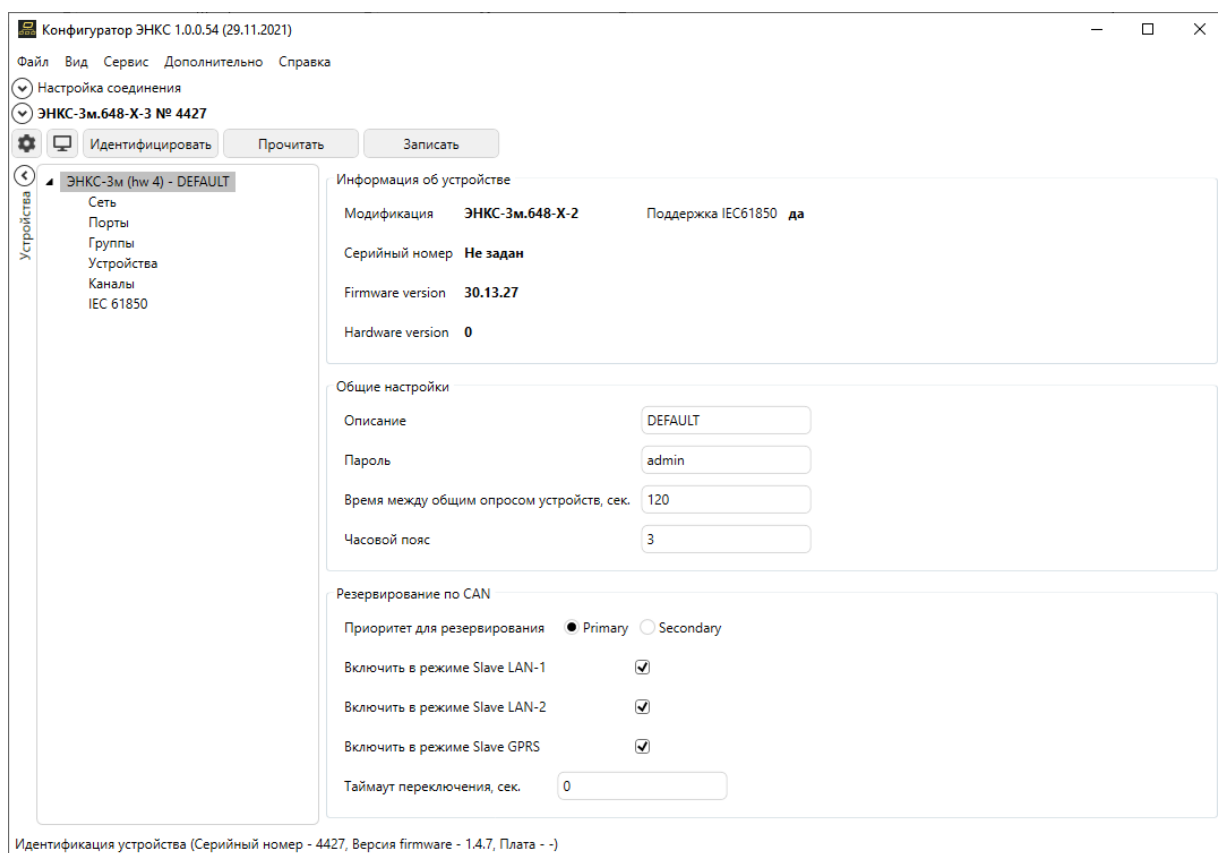 Конфигуратор ЭНКС 1.0.0.54 (29.11.2021)
Файл Вид Сервис Дополнительно Справка
Настройка соединения
ЭНКС-3м.648-X-3 № 4427
Идентифицировать Прочитать Записать
Устройства
ЭНКС-3м (hw 4) - DEFAULT
Сеть
Порты
Группы
Устройства
Каналы
IEC 61850
Информация об устройстве
Модификация ЭНКС-3м.648-X-2 Поддержка IEC61850 да
Серийный номер Не задан
Firmware version 30.13.27
Hardware version 0
Общие настройки
Описание DEFAULT
Пароль admin
Время между общим опросом устройств, сек. 120
Часовой пояс 3
Резервирование по CAN
Приоритет для резервирования Primary Secondary
Включить в режиме Slave LAN-1
Включить в режиме Slave LAN-2
Включить в режиме Slave GPRS
Таймаут переключения, сек. 0
Идентификация устройства (Серийный номер - 4427, Версия firmware - 1.4.7, Плата - -)